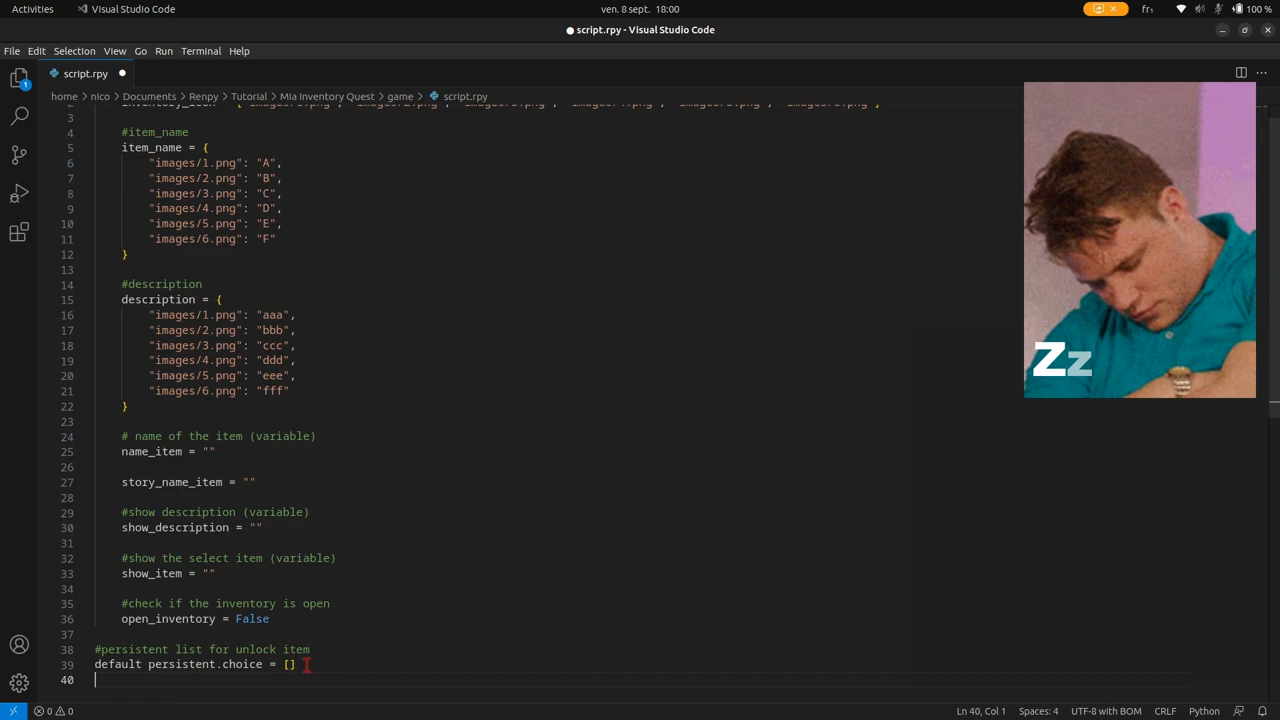 Activities
Visual Studio Code
ven. 8 sept. 18:00
fr₁
100 %
script.rpy - Visual Studio Code
File Edit Selection View Go Run Terminal Help
1
script.rpy
home > nico > Documents > Renpy > Tutorial > Mia Inventory Quest > game > script.rpy
3
4 #item_name
5 item_name = {
6 "images/1.png": "A",
7 "images/2.png": "B",
8 "images/3.png": "C",
9 "images/4.png": "D",
10 "images/5.png": "E",
11 "images/6.png": "F"
12 }
13
14 #description
15 description = {
16 "images/1.png": "aaa",
17 "images/2.png": "bbb",
18 "images/3.png": "ccc",
19 "images/4.png": "ddd",
20 "images/5.png": "eee",
21 "images/6.png": "fff"
22 }
23
24 # name of the item (variable)
25 name_item = ""
26
27 story_name_item = ""
28
29 #show description (variable)
30 show_description = ""
31
32 #show the select item (variable)
33 show_item = ""
34
35 #check if the inventory is open
36 open_inventory = False
37
38 #persistent list for unlock item
39 default persistent.choice = []
40
Zz
0 0
Ln 40, Col 1
Spaces: 4
UTF-8 with BOM
CRLF
Python